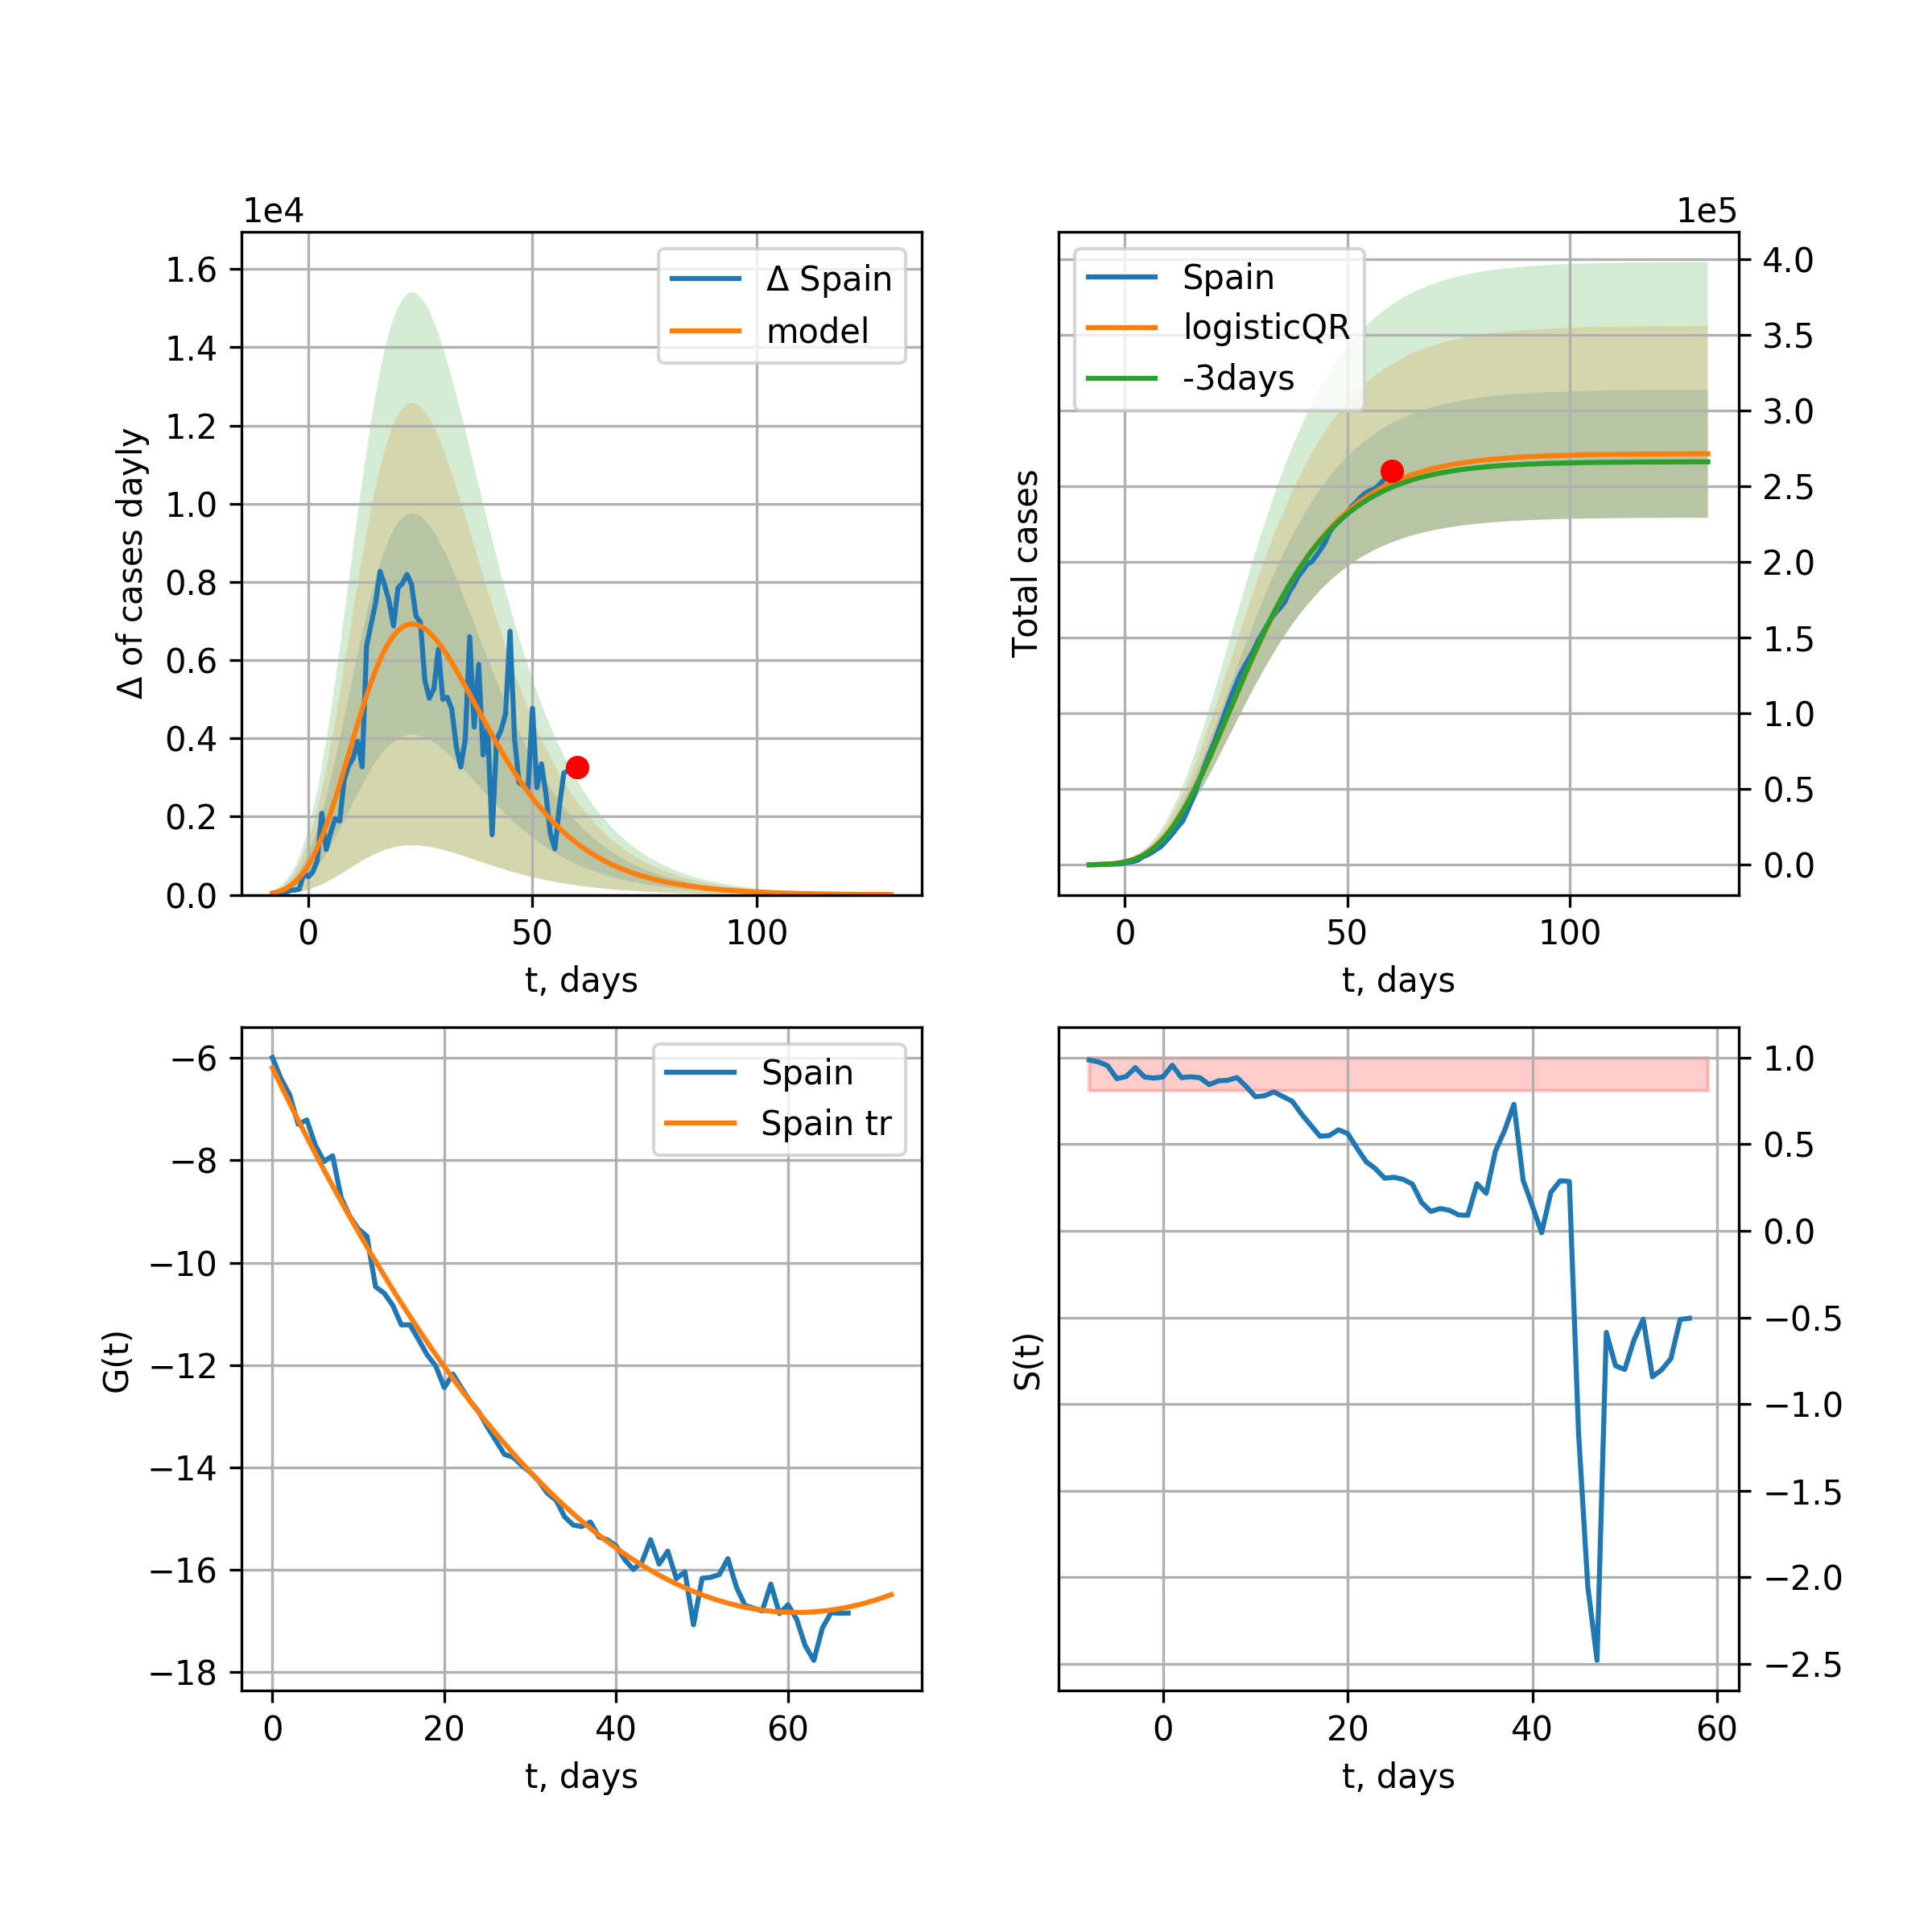 1e4
1e5
1.6
1.4
1.2
1.0
0.8
0.6
0.4
0.2
0.0
Δ of cases dayly
Δ Spain
model
0
50
100
t, days
Total cases
Spain
logisticQR
-3days
4.0
3.5
3.0
2.5
2.0
1.5
1.0
0.5
0.0
0
50
100
t, days
−6
−8
−10
−12
−14
−16
−18
G(t)
Spain
Spain tr
0
20
40
60
t, days
S(t)
1.0
0.5
0.0
−0.5
−1.0
−1.5
−2.0
−2.5
0
20
40
60
t, days